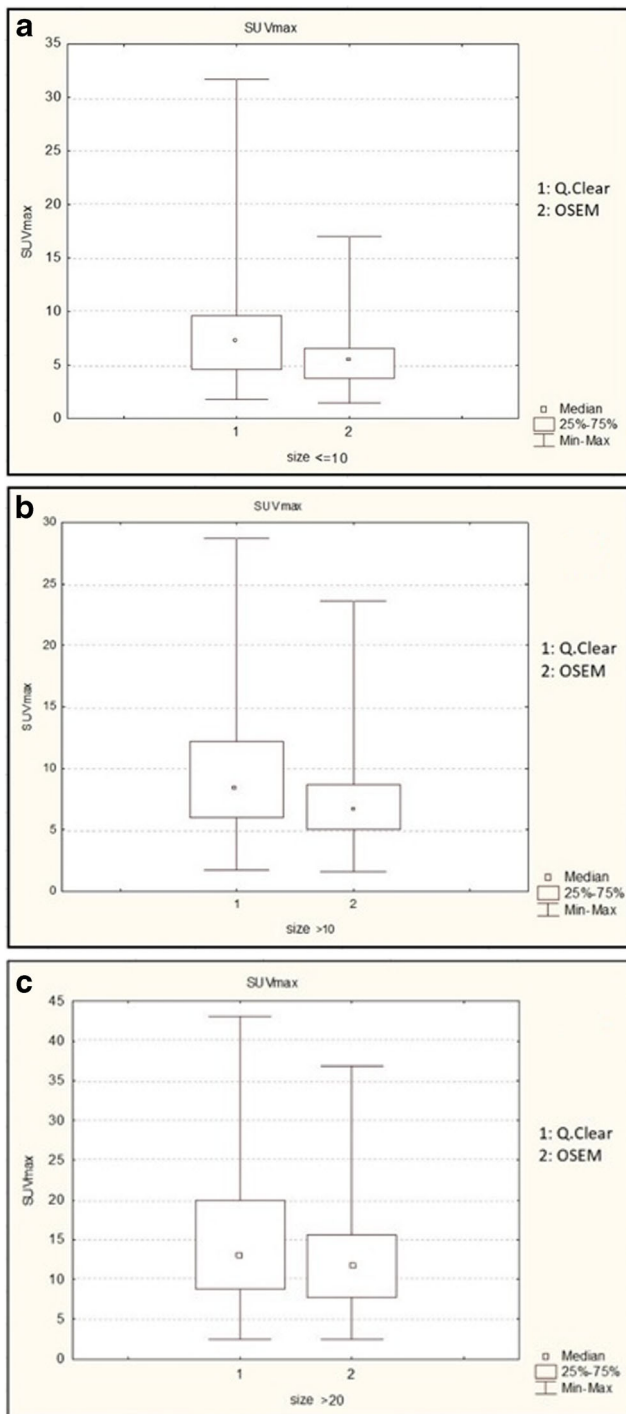 a
SUVmax
35
30
25
20
15
10
5
0
SUVmax
1 2
size <=10
1: Q.Clear
2: OSEM
Median
25%-75%
Min-Max
b
SUVmax
30
25
20
15
10
5
0
SUVmax
1 2
size >10
1: Q.Clear
2: OSEM
Median
25%-75%
Min-Max
c
SUVmax
45
40
35
30
25
20
15
10
5
0
SUVmax
1 2
size >20
1: Q.Clear
2: OSEM
Median
25%-75%
Min-Max